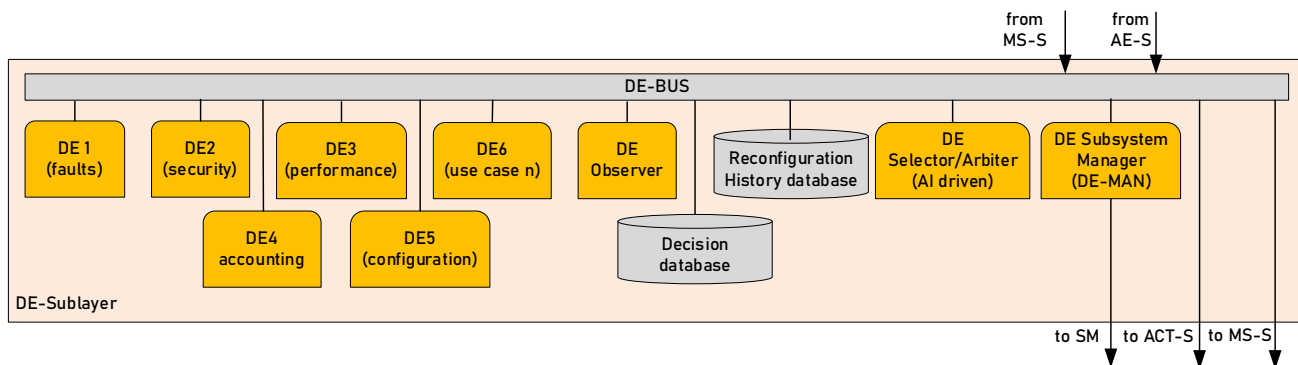 from
MS-S
from
AE-S
DE-BUS
DE 1
(faults)
DE2
(security)
DE3
(performance)
DE6
(use case n)
DE
Observer
Reconfiguration
History database
DE
Selector/Arbiter
(AI driven)
DE Subsystem
Manager
(DE-MAN)
DE4
accounting
DE5
(configuration)
Decision
database
DE-Sublayer
to SM
to ACT-S
to MS-S